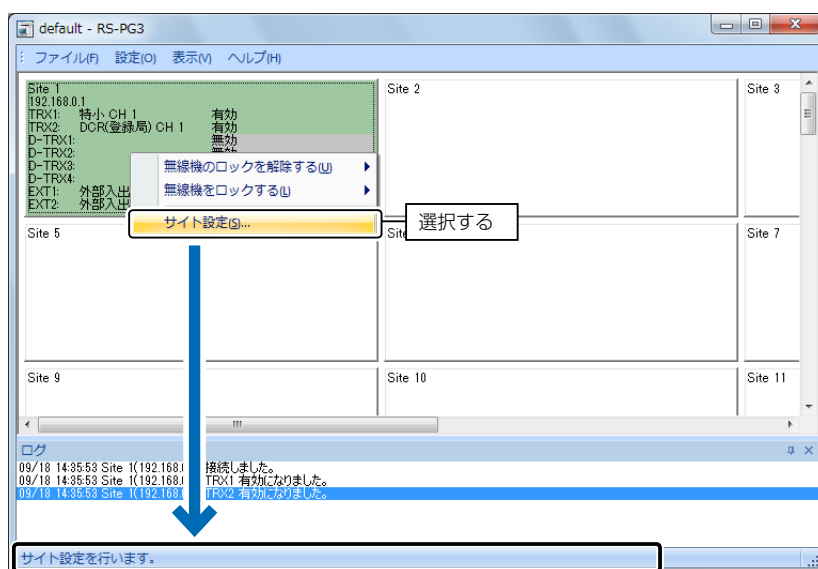 default - RS-PG3
ファイル(F) 設定(O) 表示(V) ヘルプ(H)
Site 1
192.168.0.1
TRX1: 特小 CH 1 有効
TRX2: DCR(登録局) CH 1 有効
D-TRX1: 無効
D-TRX2:
D-TRX3:
D-TRX4:
EXT1: 外部入出
EXT2: 外部入出
Site 2
Site 3
無線機のロックを解除する(U)
無線機をロックする(L)
サイト設定(S)...
選択する
Site 5
Site 7
Site 9
Site 10
Site 11
ログ
09/18 14:35:53 Site 1(192.168. 接続しました。
09/18 14:35:53 Site 1(192.168. TRX1 有効になりました。
09/18 14:35:53 Site 1(192.168. TRX2 有効になりました。
サイト設定を行います。